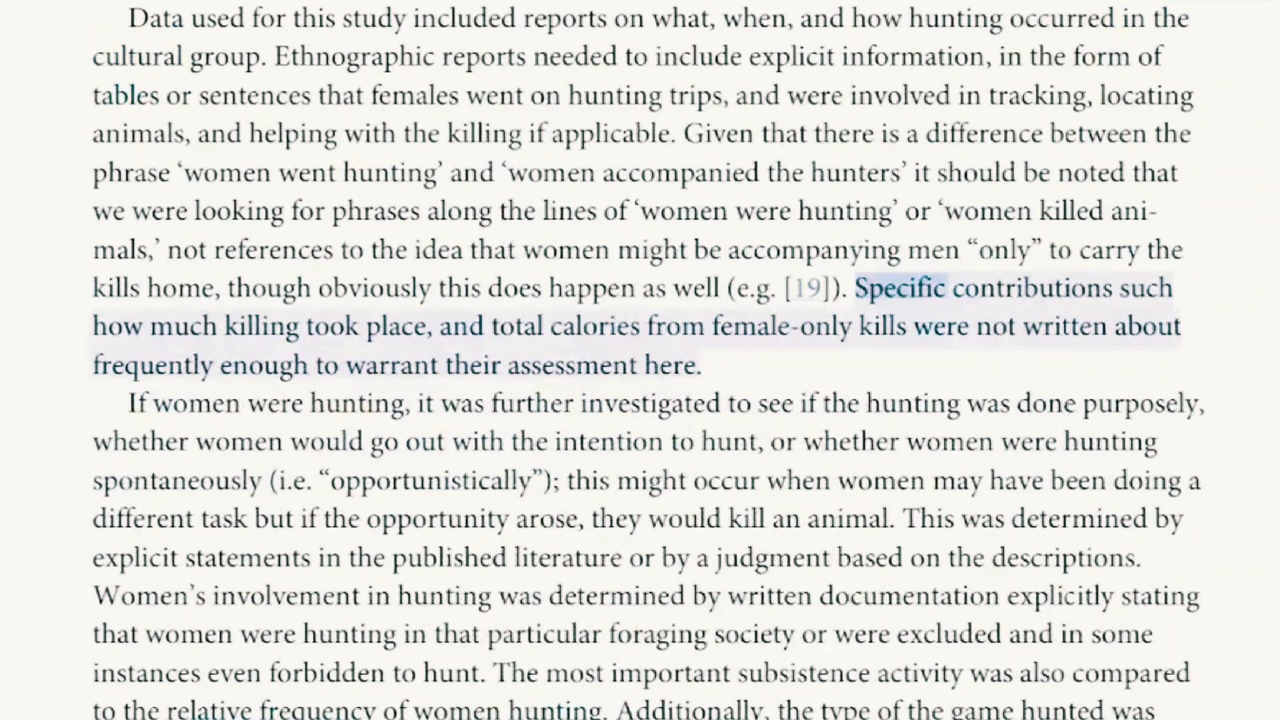 Data used for this study included reports on what, when, and how hunting occurred in the
cultural group. Ethnographic reports needed to include explicit information, in the form of
tables or sentences that females went on hunting trips, and were involved in tracking, locating
animals, and helping with the killing if applicable. Given that there is a difference between the
phrase ‘women went hunting’ and ‘women accompanied the hunters’ it should be noted that
we were looking for phrases along the lines of ‘women were hunting’ or ‘women killed ani-
mals,’ not references to the idea that women might be accompanying men “only” to carry the
kills home, though obviously this does happen as well (e.g. [19]). Specific contributions such
how much killing took place, and total calories from female-only kills were not written about
frequently enough to warrant their assessment here.
If women were hunting, it was further investigated to see if the hunting was done purposely,
whether women would go out with the intention to hunt, or whether women were hunting
spontaneously (i.e. “opportunistically”); this might occur when women may have been doing a
different task but if the opportunity arose, they would kill an animal. This was determined by
explicit statements in the published literature or by a judgment based on the descriptions.
Women’s involvement in hunting was determined by written documentation explicitly stating
that women were hunting in that particular foraging society or were excluded and in some
instances even forbidden to hunt. The most important subsistence activity was also compared
to the relative frequency of women hunting. Additionally, the type of the game hunted was